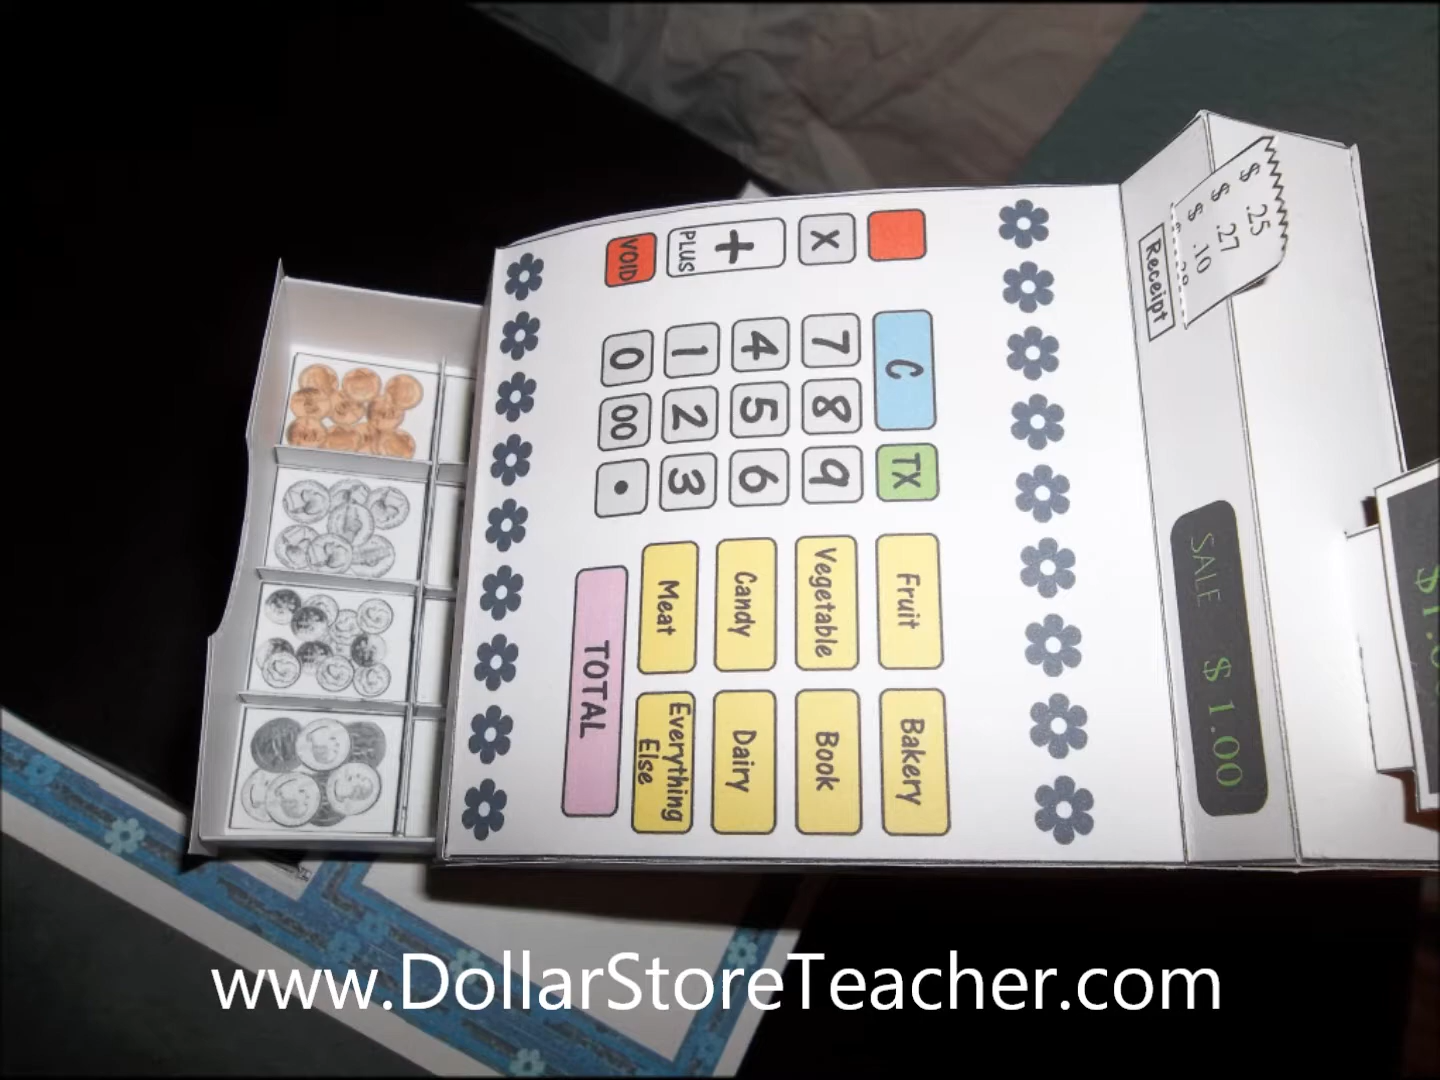 $ .25
$ .27
$ .10
Receipt
SALE $ 1.00
C
TX
Fruit
Bakery
X
7
8
9
Vegetable
Book
+
PLUS
4
5
6
Candy
Dairy
1
2
3
Meat
Everything
Else
VOID
0
00
.
TOTAL
www.DollarStoreTeacher.com